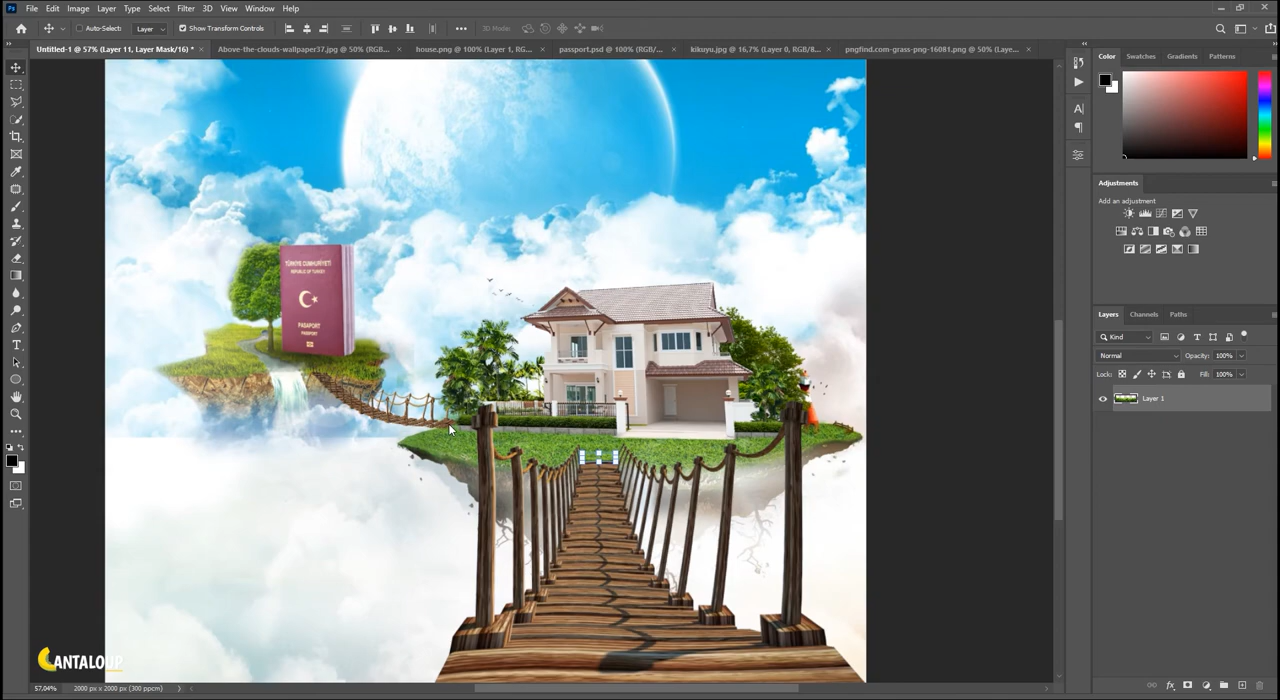 Ps File Edit Image Layer Type Select Filter 3D View Window Help
Auto-Select: Layer Show Transform Controls 3D Mode:
Untitled-1 @ 57% (Layer 11, Layer Mask/16) * × Above-the-clouds-wallpaper37.jpg @ 50% (RGB... × house.png @ 100% (Layer 1, RG... × passport.psd @ 100% (RGB/... × kikuyu.jpg @ 16,7% (Layer 0, RGB/8... × pngfind.com-grass-png-16081.png @ 50% (Laye... ×
Color Swatches Gradients Patterns
Adjustments
Add an adjustment
TÜRKİYE CUMHURİYETİ
REPUBLIC OF TURKEY
PASAPORT
PASSPORT
Layers Channels Paths
Kind
Normal Opacity: 100%
Lock: Fill: 100%
Layer 1
CANTALOUP
57,04% 2000 px x 2000 px (300 ppcm)